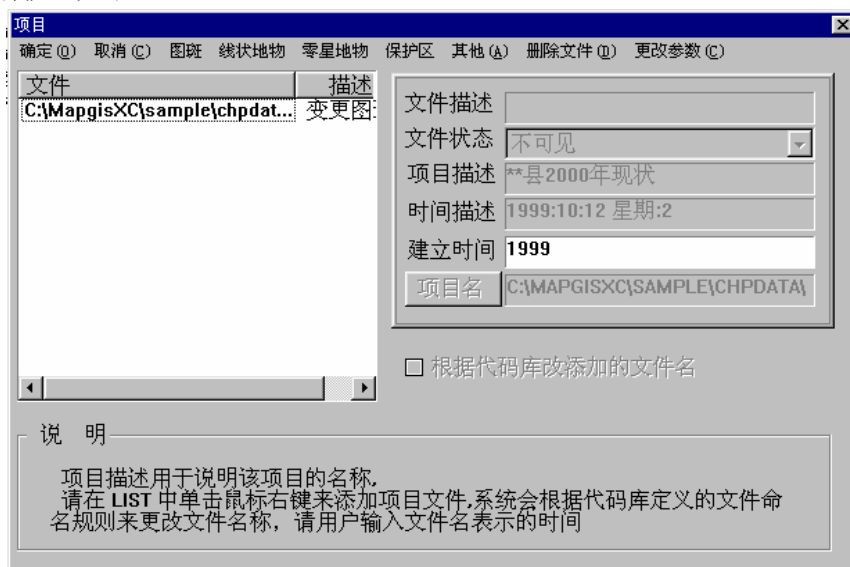 项目
确定(O) 取消(C) 图斑 线状地物 零星地物 保护区 其他(A) 删除文件(D) 更改参数(C)
文件 描述
C:\MapgisXC\sample\chpdat... 变更图
文件描述
文件状态 不可见
项目描述 **县2000年现状
时间描述 1999:10:12 星期:2
建立时间 1999
项目名 C:\MAPGISXC\SAMPLE\CHPDATA\
根据代码库改添加的文件名
说 明
项目描述用于说明该项目的名称,
请在 LIST 中单击鼠标右键来添加项目文件,系统会根据代码库定义的文件命
名规则来更改文件名称，请用户输入文件名表示的时间